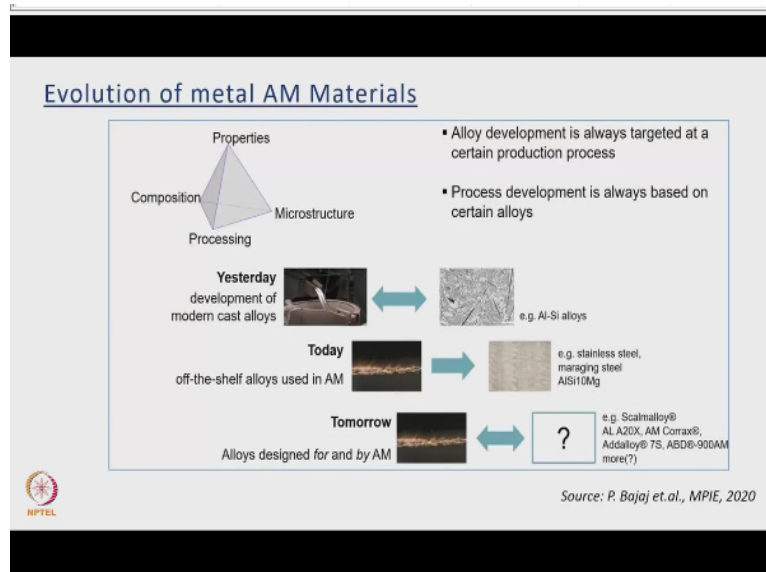 Evolution of metal AM Materials
Properties
Composition
Microstructure
Processing
▪ Alloy development is always targeted at a
certain production process
▪ Process development is always based on
certain alloys
Yesterday
development of
modern cast alloys
e.g. Al-Si alloys
Today
off-the-shelf alloys used in AM
e.g. stainless steel,
maraging steel
AlSi10Mg
Tomorrow
Alloys designed for and by AM
?
e.g. Scalmalloy®
AL A20X, AM Corrax®,
Addalloy® 7S, ABD®-900AM
more(?)
NPTEL
Source: P. Bajaj et.al., MPIE, 2020